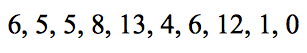 6, 5, 5, 8, 13, 4, 6, 12, 1, 0